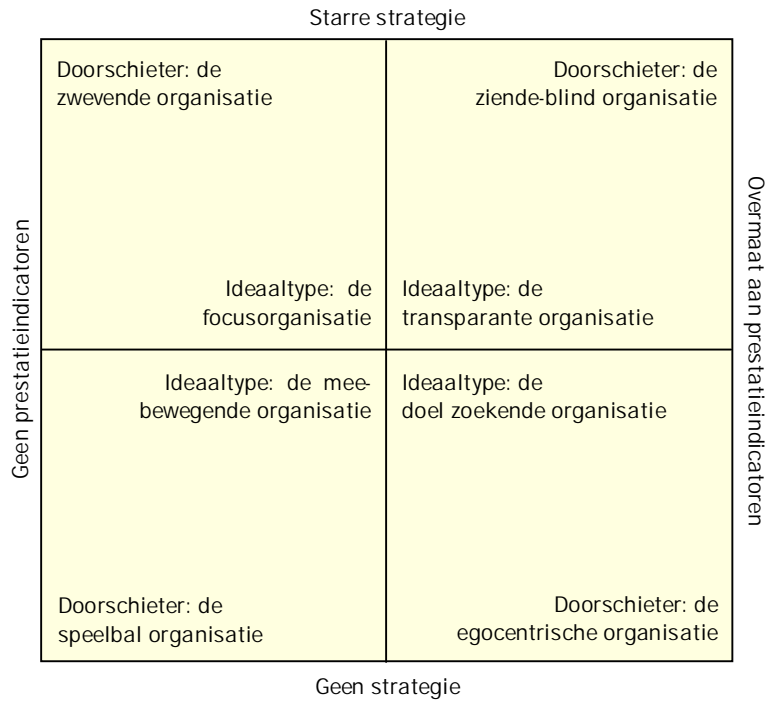 Starre strategie
Doorschieter: de
zwevende organisatie
Doorschieter: de
ziende-blind organisatie
Geen prestatieindicatoren
Overmaat aan prestatieindicatoren
Ideaaltype: de
focusorganisatie
Ideaaltype: de
transparante organisatie
Ideaaltype: de mee-
bewegende organisatie
Ideaaltype: de
doel zoekende organisatie
Doorschieter: de
speelbal organisatie
Doorschieter: de
egocentrische organisatie
Geen strategie